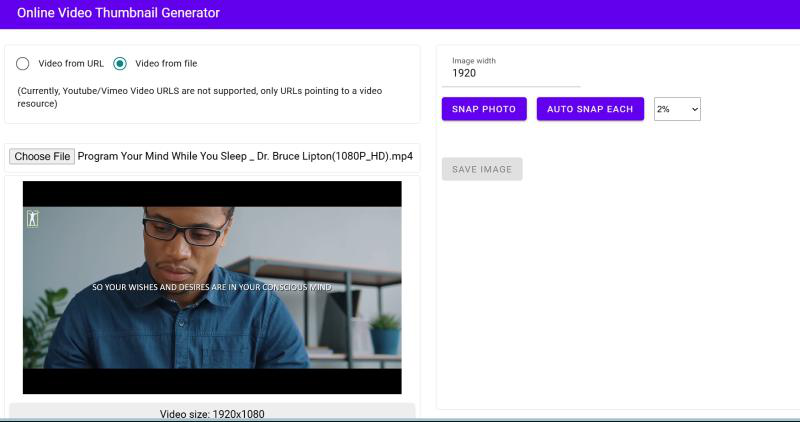 Online Video Thumbnail Generator
Video from URL
Video from file
(Currently, Youtube/Vimeo Video URLS are not supported, only URLs pointing to a video
resource)
Choose File Program Your Mind While You Sleep _ Dr. Bruce Lipton(1080P_HD).mp4
SO YOUR WISHES AND DESIRES ARE IN YOUR CONSCIOUS MIND
Video size: 1920x1080
Image width
1920
SNAP PHOTO
AUTO SNAP EACH
2%
SAVE IMAGE